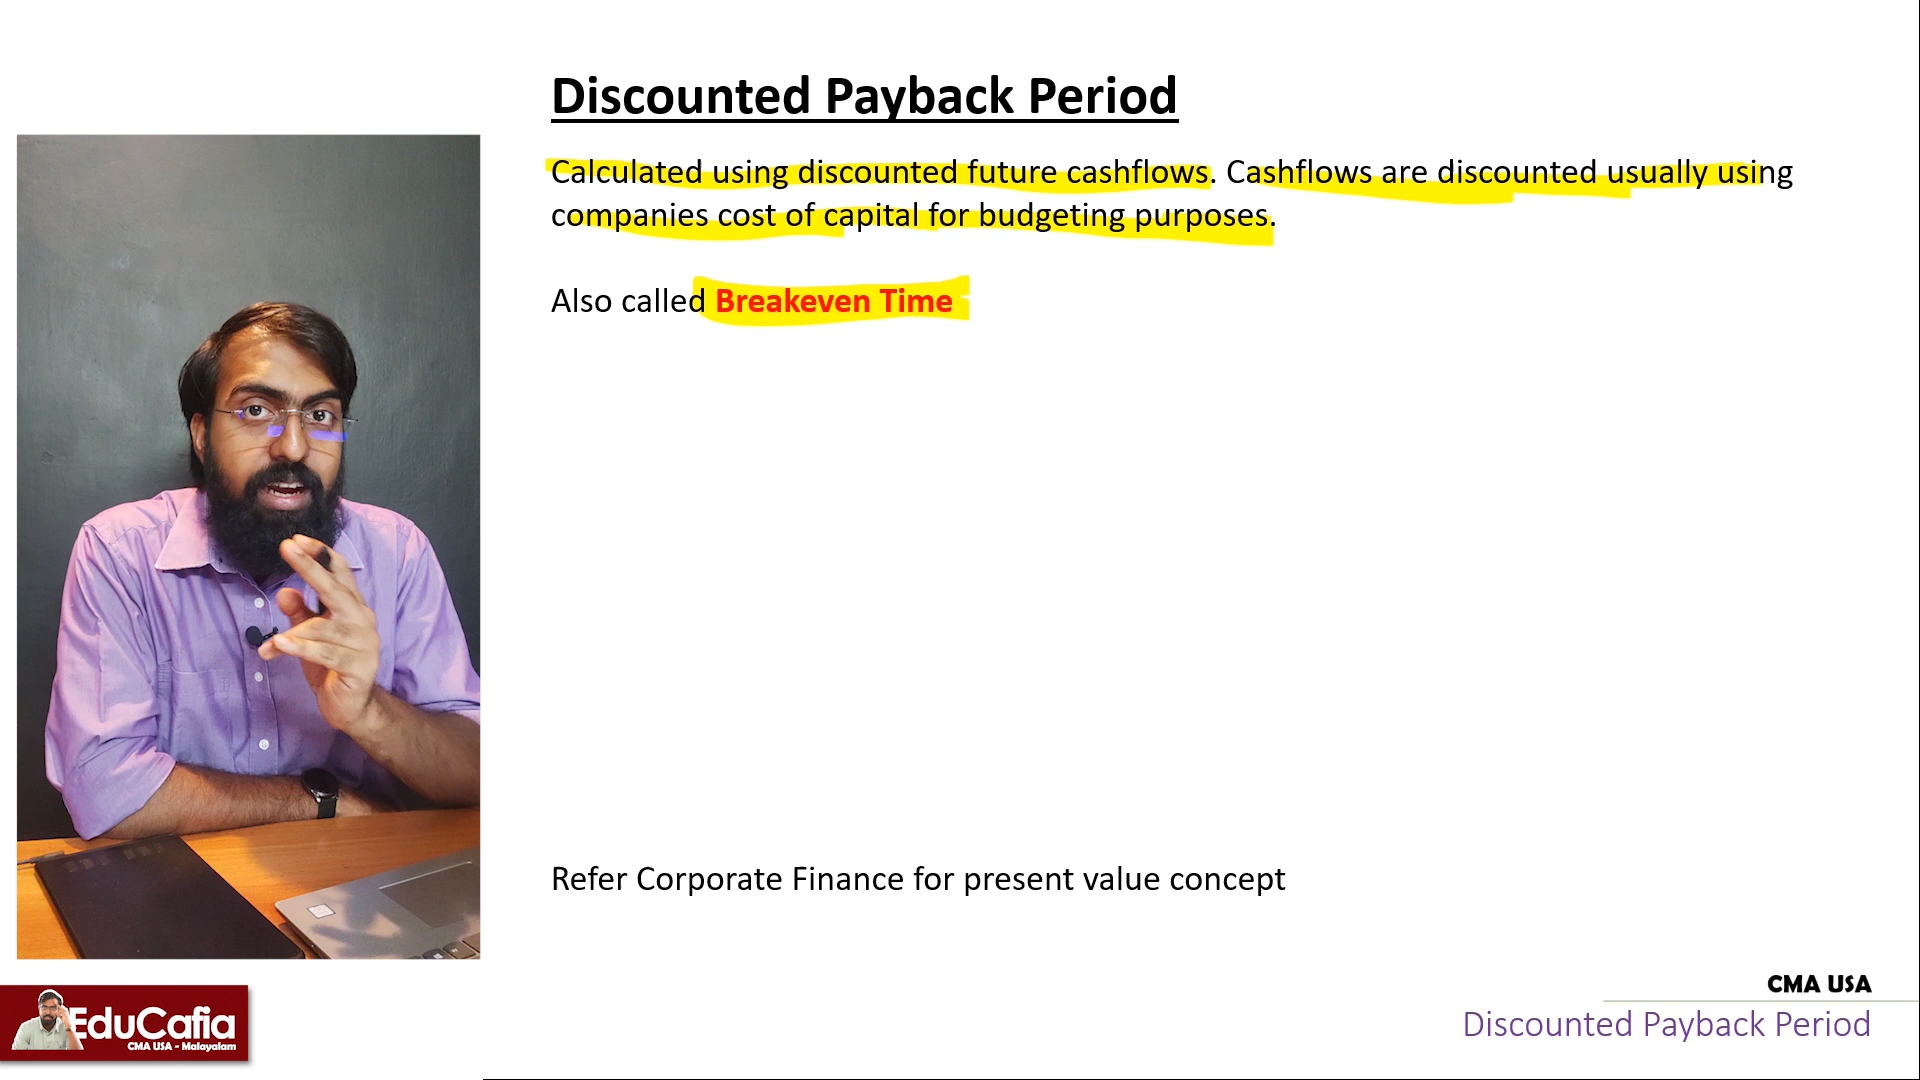 Discounted Payback Period
Calculated using discounted future cashflows. Cashflows are discounted usually using
companies cost of capital for budgeting purposes.
Also called Breakeven Time
Refer Corporate Finance for present value concept
CMA USA
Discounted Payback Period
EduCafia
CMA USA - Malayalam